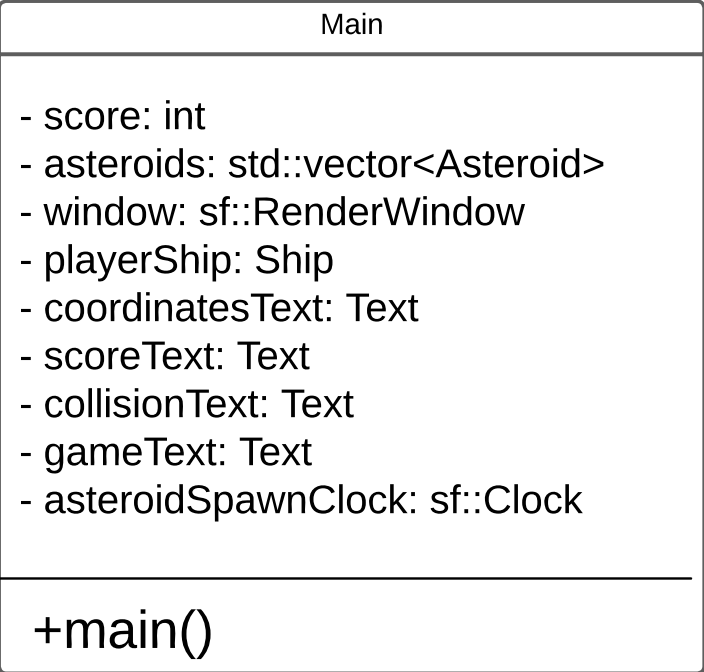 Main
- score: int
- asteroids: std::vector<Asteroid>
- window: sf::RenderWindow
- playerShip: Ship
- coordinatesText: Text
- scoreText: Text
- collisionText: Text
- gameText: Text
- asteroidSpawnClock: sf::Clock
+main()